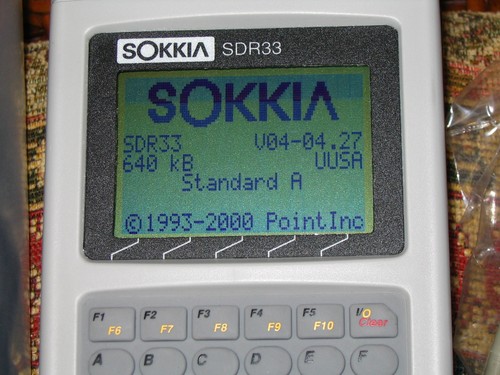 SOKKIA SDR33
SOKKIA
SDR33 V04-04.27
640 kB UUSA
Standard A
©1993-2000 PointInc
F1 F2 F3 F4 F5 I/O
F6 F7 F8 F9 F10 Clear
A B C D E F